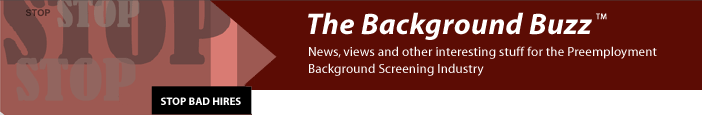 STOP
STOP
STOP
STOP
The Background Buzz™
News, views and other interesting stuff for the Preemployment
Background Screening Industry
STOP BAD HIRES